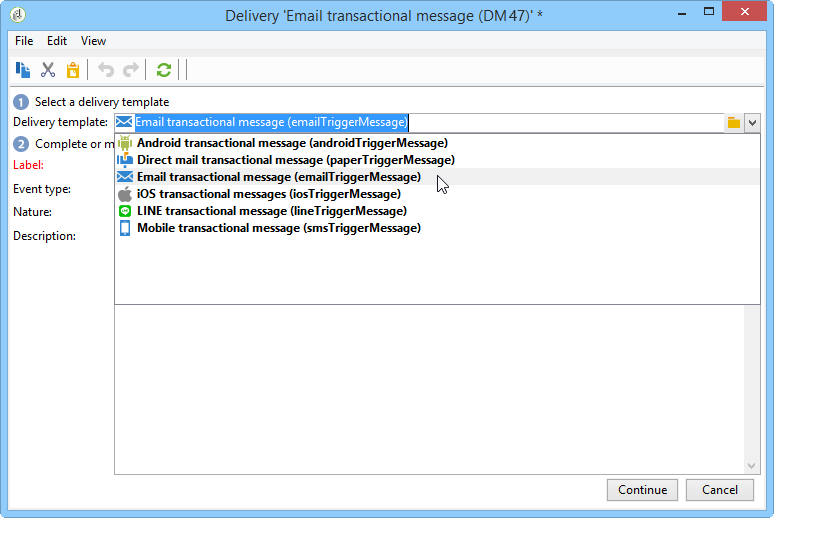 Delivery 'Email transactional message (DM47)' *
File Edit View
1 Select a delivery template
Delivery template: Email transactional message (emailTriggerMessage)
Android transactional message (androidTriggerMessage)
2 Complete or m
Direct mail transactional message (paperTriggerMessage)
Label:
Email transactional message (emailTriggerMessage)
Event type:
iOS transactional messages (iosTriggerMessage)
Nature:
LINE transactional message (lineTriggerMessage)
Description:
Mobile transactional message (smsTriggerMessage)
Continue Cancel